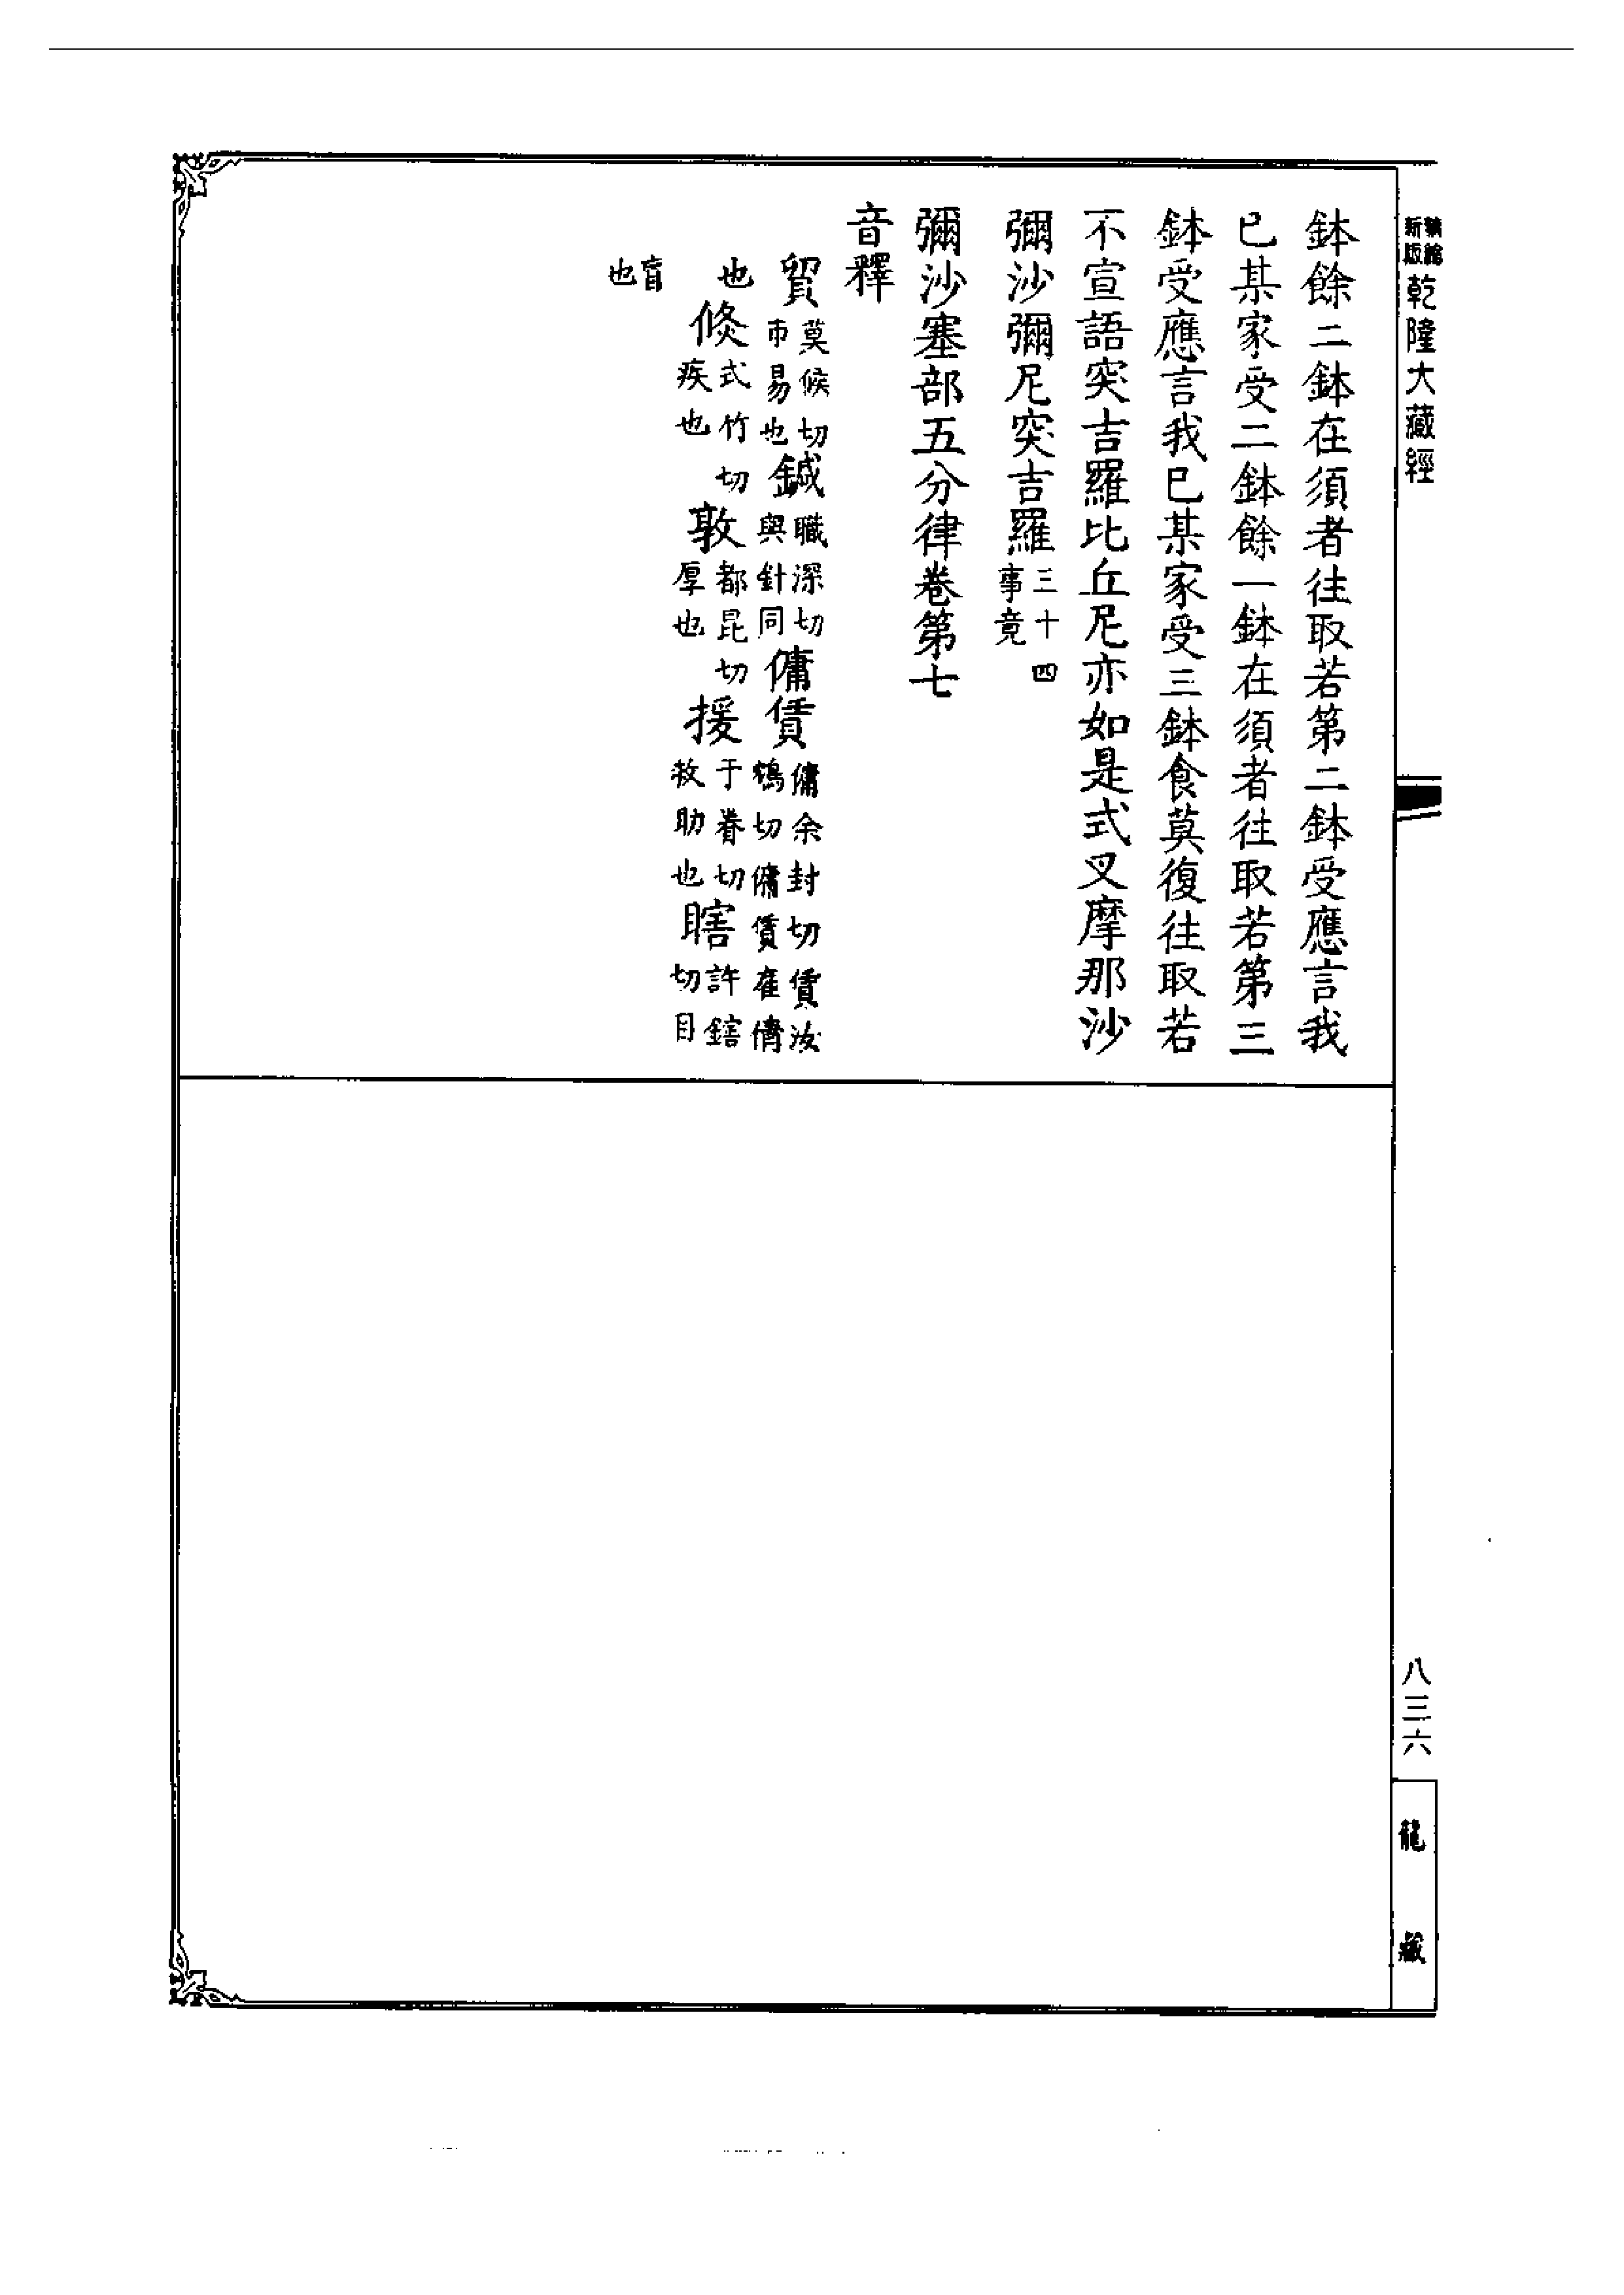 新編
新版
乾隆大藏經
鉢餘二鉢在須者往取若第二鉢受應言我
已某家受二鉢餘一鉢在須者往取若第三
鉢受應言我已某家受三鉢食莫復往取若
不宣語突吉羅比丘尼亦如是式叉摩那沙
彌沙彌尼突吉羅三十四事竟
彌沙塞部五分律卷第七
音釋
貿莫候切市易也鍼職深切與針同傭賃傭余封切賃汝鴆切傭賃雇倩
也倏式竹切疾也敦都昆切厚也援于眷切救助也瞎許鎋切目
盲也
八三六
龍藏